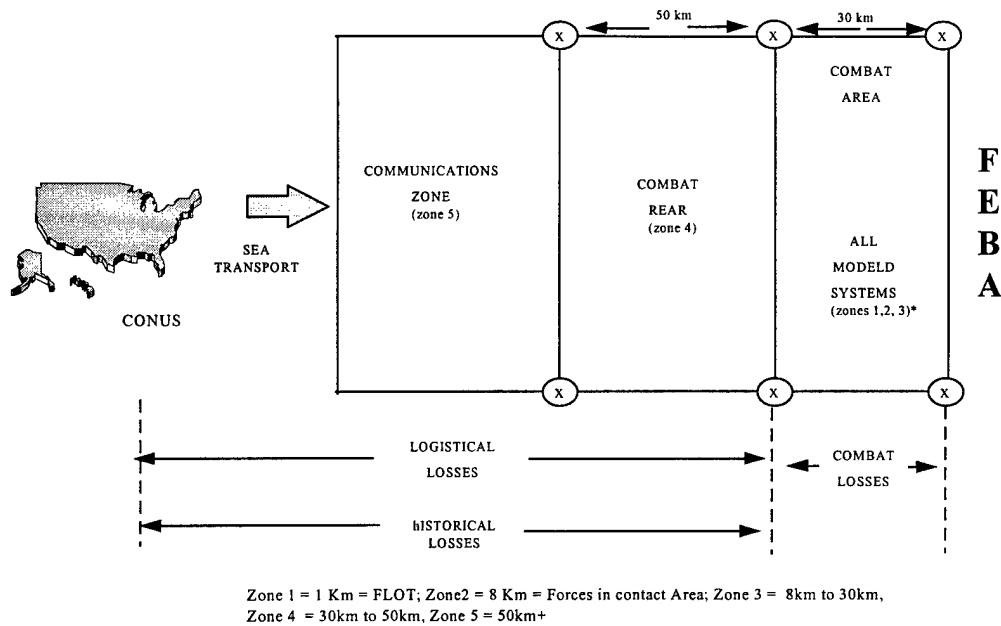 50 km
30 km
X
X
X
COMBAT
AREA
COMMUNICATIONS
ZONE
(zone 5)
COMBAT
REAR
(zone 4)
ALL
MODELD
SYSTEMS
(zones 1,2, 3)*
F
E
B
A
SEA
TRANSPORT
CONUS
X
X
X
LOGISTICAL
LOSSES
COMBAT
LOSSES
hISTORICAL
LOSSES
Zone 1 = 1 Km = FLOT; Zone2 = 8 Km = Forces in contact Area; Zone 3 = 8km to 30km,
Zone 4 = 30km to 50km, Zone 5 = 50km+